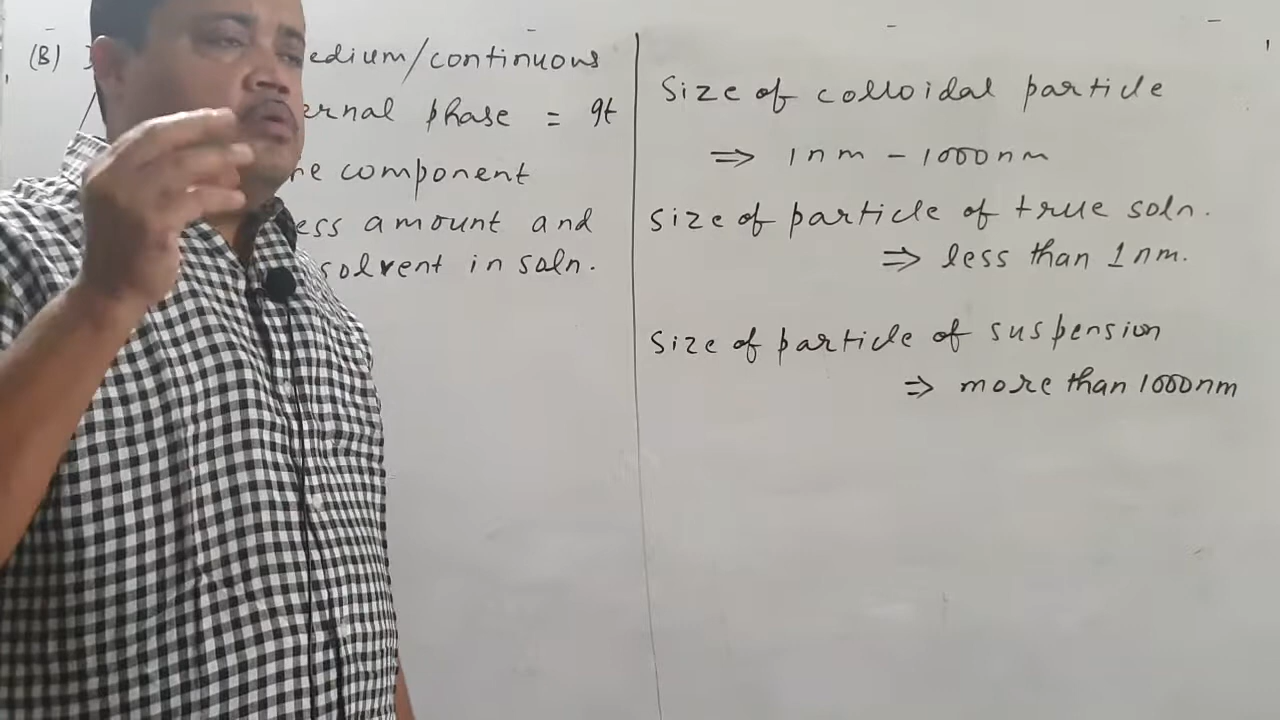 (B) edium/continuous
ernal phase = gt
he component
ess amount and
solvent in soln.
Size of colloidal particle
⇒ 1nm - 1000nm
Size of particle of true soln.
⇒ less than 1nm.
Size of particle of suspension
⇒ more than 1000nm